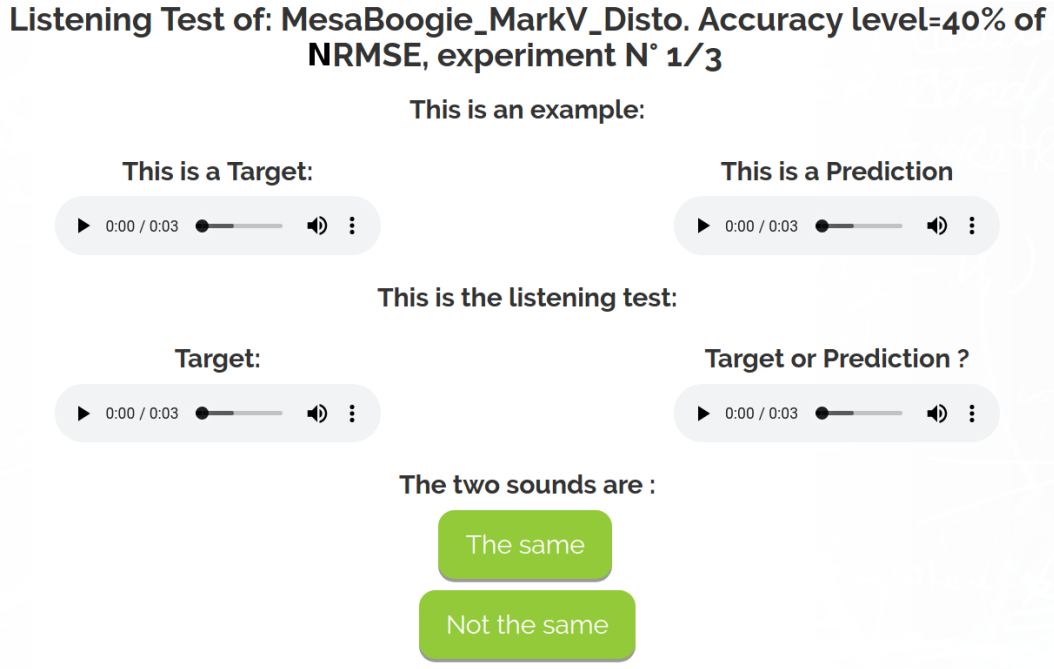 Listening Test of: MesaBoogie_MarkV_Disto. Accuracy level=40% of
NRMSE, experiment N° 1/3
This is an example:
This is a Target:
This is a Prediction
0:00 / 0:03
0:00 / 0:03
This is the listening test:
Target:
Target or Prediction ?
0:00 / 0:03
0:00 / 0:03
The two sounds are :
The same
Not the same